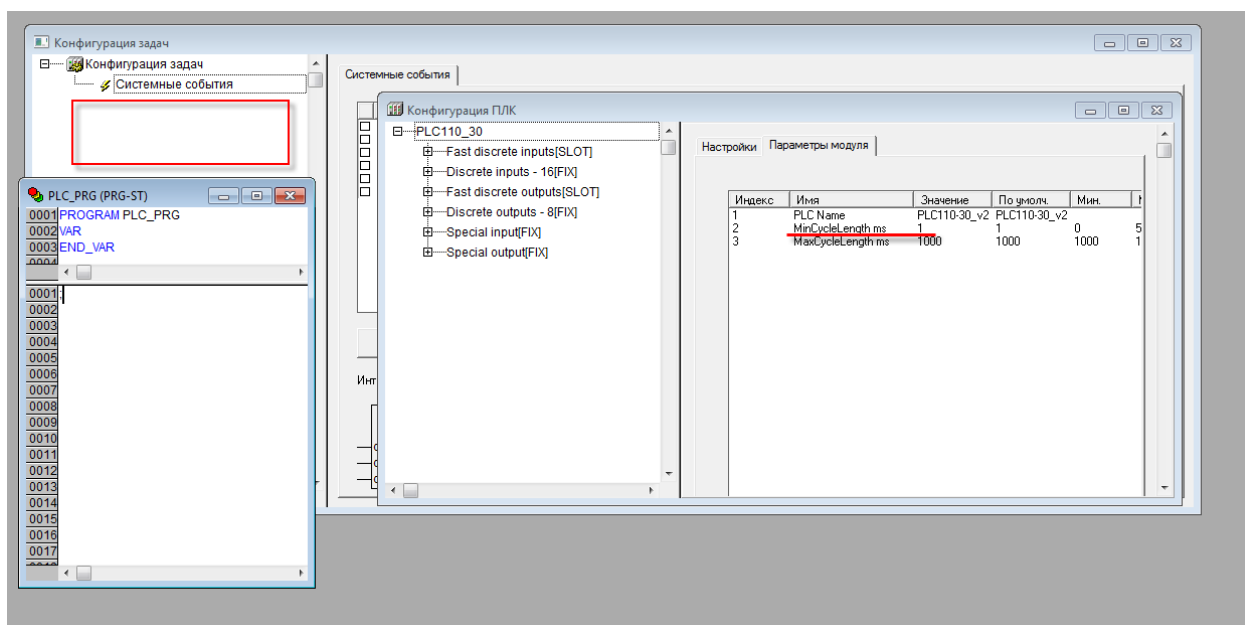 Конфигурация задач
Конфигурация задач
Системные события
Системные события
Конфигурация ПЛК
PLC110_30
Fast discrete inputs[SLOT]
Discrete inputs - 16[FIX]
Fast discrete outputs[SLOT]
Discrete outputs - 8[FIX]
Special input[FIX]
Special output[FIX]
Настройки Параметры модуля
Индекс Имя Значение По умолч. Мин.
1 PLC Name PLC110-30_v2 PLC110-30_v2
2 MinCycleLength ms 1 1 0 5
3 MaxCycleLength ms 1000 1000 1000 1
Инт
PLC_PRG (PRG-ST)
0001 PROGRAM PLC_PRG
0002 VAR
0003 END_VAR
0004
0001 ;
0002
0003
0004
0005
0006
0007
0008
0009
0010
0011
0012
0013
0014
0015
0016
0017